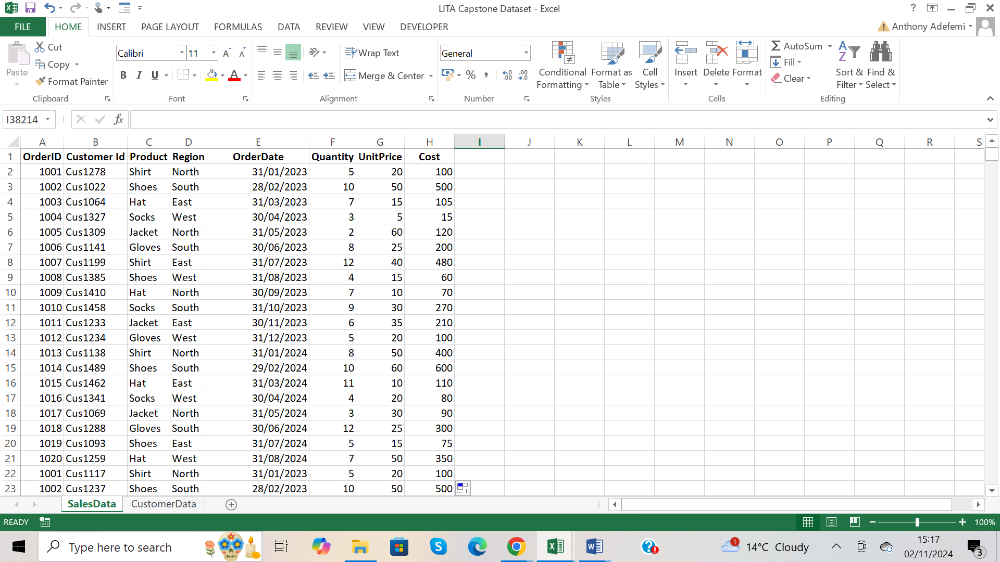 LITA Capstone Dataset - Excel
FILE HOME INSERT PAGE LAYOUT FORMULAS DATA REVIEW VIEW DEVELOPER Anthony Adefemi
Paste Cut Copy Format Painter Clipboard
Calibri 11 B I U Font
Wrap Text Merge & Center Alignment
General % Number
Conditional Formatting Format as Table Cell Styles Styles
Insert Delete Format Cells
AutoSum Fill Clear Sort & Filter Find & Select Editing
I38214 fx
A B C D E F G H I J K L M N O P Q R S
1 OrderID Customer Id Product Region OrderDate Quantity UnitPrice Cost
2 1001 Cus1278 Shirt North 31/01/2023 5 20 100
3 1002 Cus1022 Shoes South 28/02/2023 10 50 500
4 1003 Cus1064 Hat East 31/03/2023 7 15 105
5 1004 Cus1327 Socks West 30/04/2023 3 5 15
6 1005 Cus1309 Jacket North 31/05/2023 2 60 120
7 1006 Cus1141 Gloves South 30/06/2023 8 25 200
8 1007 Cus1199 Shirt East 31/07/2023 12 40 480
9 1008 Cus1385 Shoes West 31/08/2023 4 15 60
10 1009 Cus1410 Hat North 30/09/2023 7 10 70
11 1010 Cus1458 Socks South 31/10/2023 9 30 270
12 1011 Cus1233 Jacket East 30/11/2023 6 35 210
13 1012 Cus1234 Gloves West 31/12/2023 5 20 100
14 1013 Cus1138 Shirt North 31/01/2024 8 50 400
15 1014 Cus1489 Shoes South 29/02/2024 10 60 600
16 1015 Cus1462 Hat East 31/03/2024 11 10 110
17 1016 Cus1341 Socks West 30/04/2024 4 20 80
18 1017 Cus1069 Jacket North 31/05/2024 3 30 90
19 1018 Cus1288 Gloves South 30/06/2024 12 25 300
20 1019 Cus1093 Shoes East 31/07/2024 5 15 75
21 1020 Cus1259 Hat West 31/08/2024 7 50 350
22 1001 Cus1117 Shirt North 31/01/2023 5 20 100
23 1002 Cus1237 Shoes South 28/02/2023 10 50 500
SalesData CustomerData
READY 100%
Type here to search 1 14°C Cloudy 15:17
02/11/2024 3